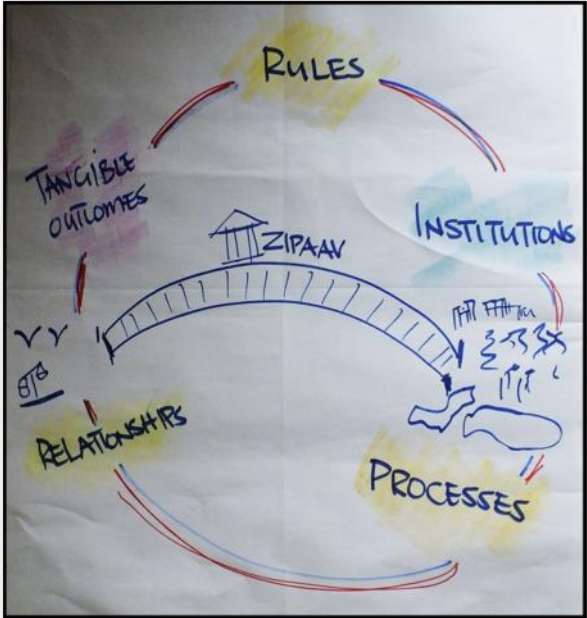 RULES
TANGIBLE
OUTCOMES
INSTITUTIONS
ZIPAAV
RELATIONSHIPS
PROCESSES